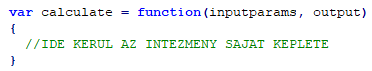 var calculate = function(inputparams, output)
{
//IDE KERUL AZ INTEZMENY SAJAT KEPLETE
}